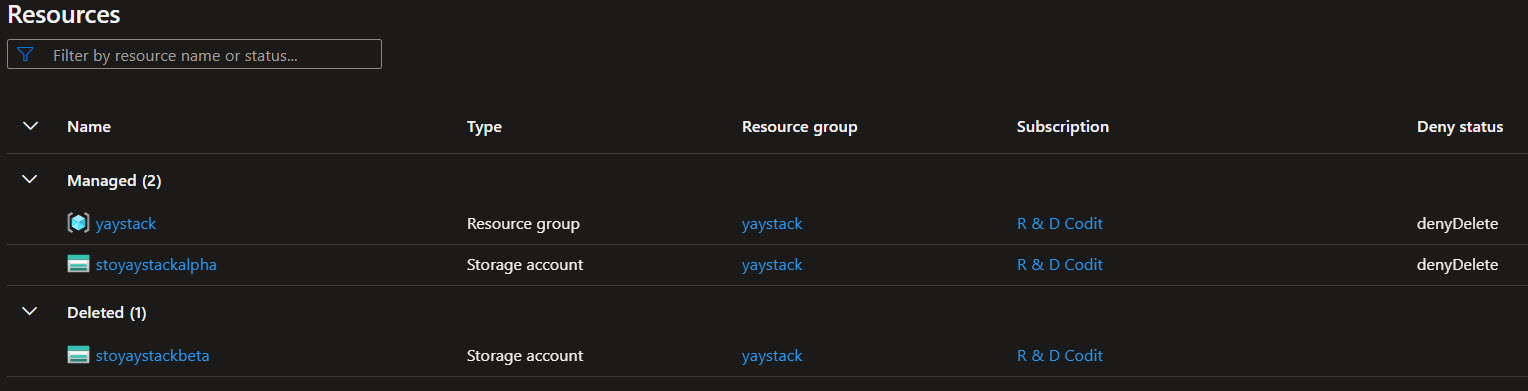 Resources
Filter by resource name or status...
Name Type Resource group Subscription Deny status
Managed (2)
yaystack Resource group yaystack R & D Codit denyDelete
stoyaystackalpha Storage account yaystack R & D Codit denyDelete
Deleted (1)
stoyaystackbeta Storage account yaystack R & D Codit